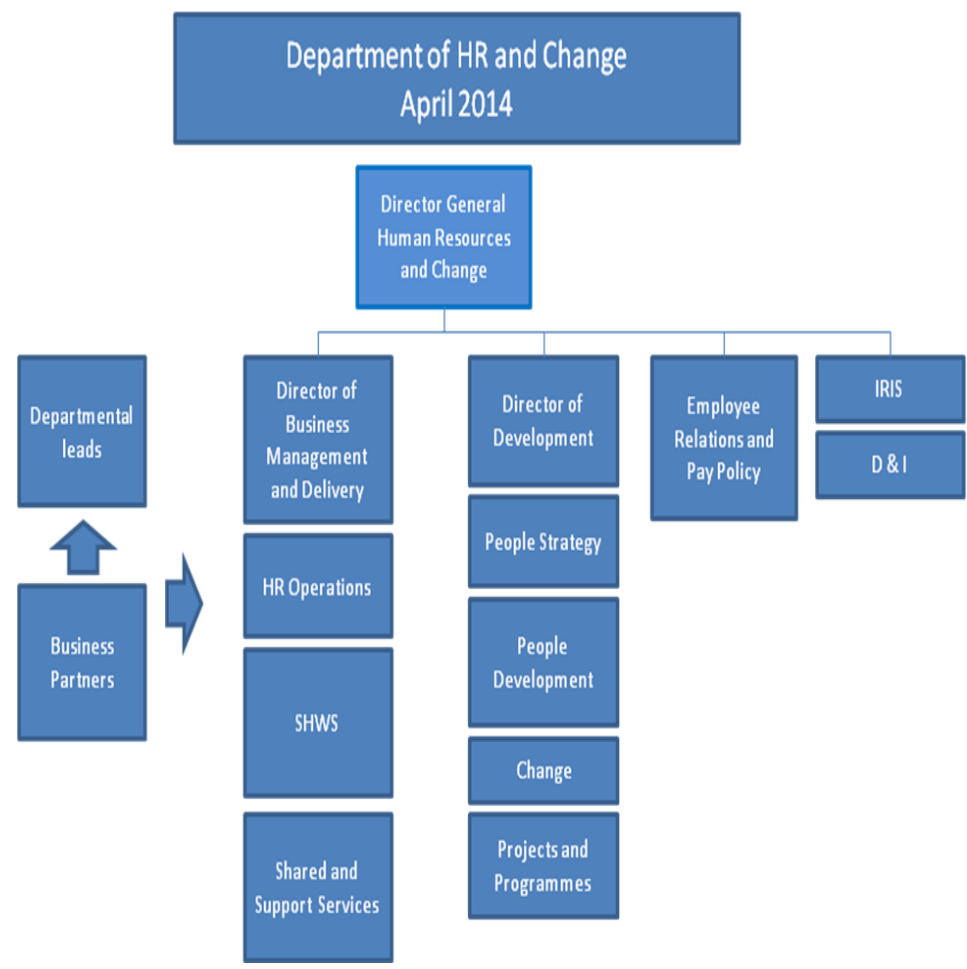 Department of HR and Change
April 2014
Director General
Human Resources
and Change
Departmental
leads
Business
Partners
Director of
Business
Management
and Delivery
HR Operations
SHWS
Shared and
Support Services
Director of
Development
People Strategy
People
Development
Change
Projects and
Programmes
Employee
Relations and
Pay Policy
IRIS
D & I